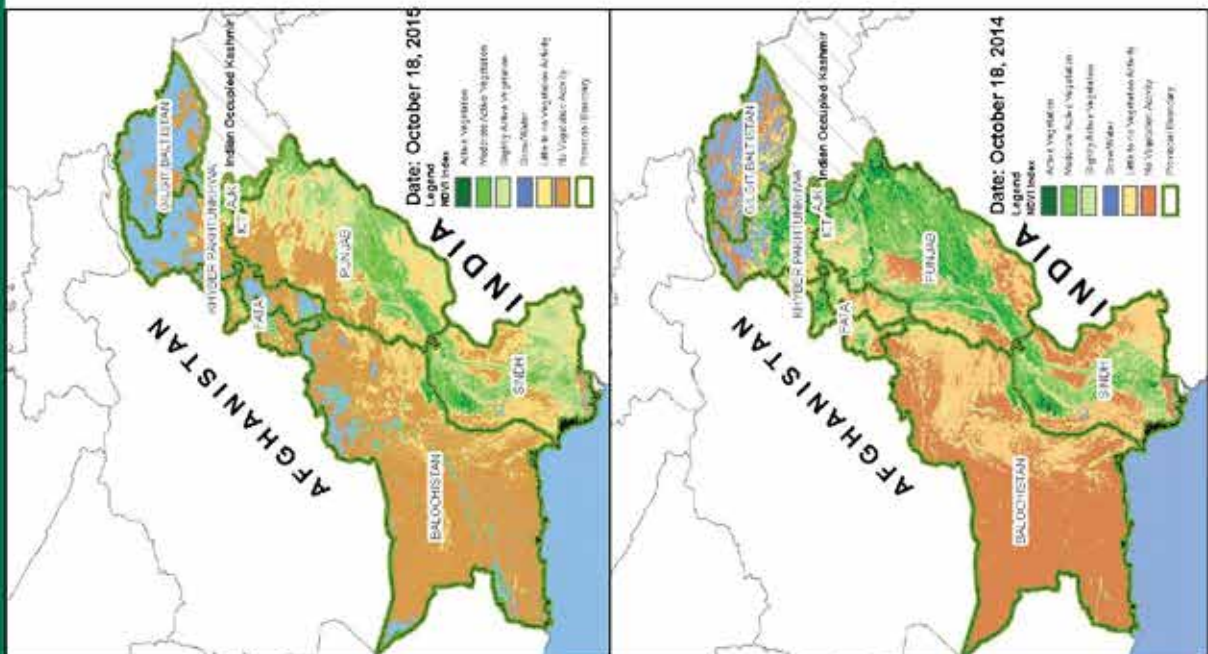 Date: October 18, 2015
Legend
NDVI Index
Active Vegetation
Moderate Active Vegetation
Slightly Active Vegetation
Snow/Water
Little to no Vegetation Activity
No Vegetation Activity
Provincial Boundary
GILGIT-BALTISTAN
KHYBER PAKHTUNKHWA
Indian Occupied Kashmir
AJK
ICT
FATA
PUNJAB
AFGHANISTAN
INDIA
BALOCHISTAN
SINDH
Date: October 18, 2014
Legend
NDVI Index
Active Vegetation
Moderate Active Vegetation
Slightly Active Vegetation
Snow/Water
Little to no Vegetation Activity
No Vegetation Activity
Provincial Boundary
GILGIT-BALTISTAN
KHYBER PAKHTUNKHWA
Indian Occupied Kashmir
AJK
ICT
FATA
PUNJAB
AFGHANISTAN
INDIA
BALOCHISTAN
SINDH